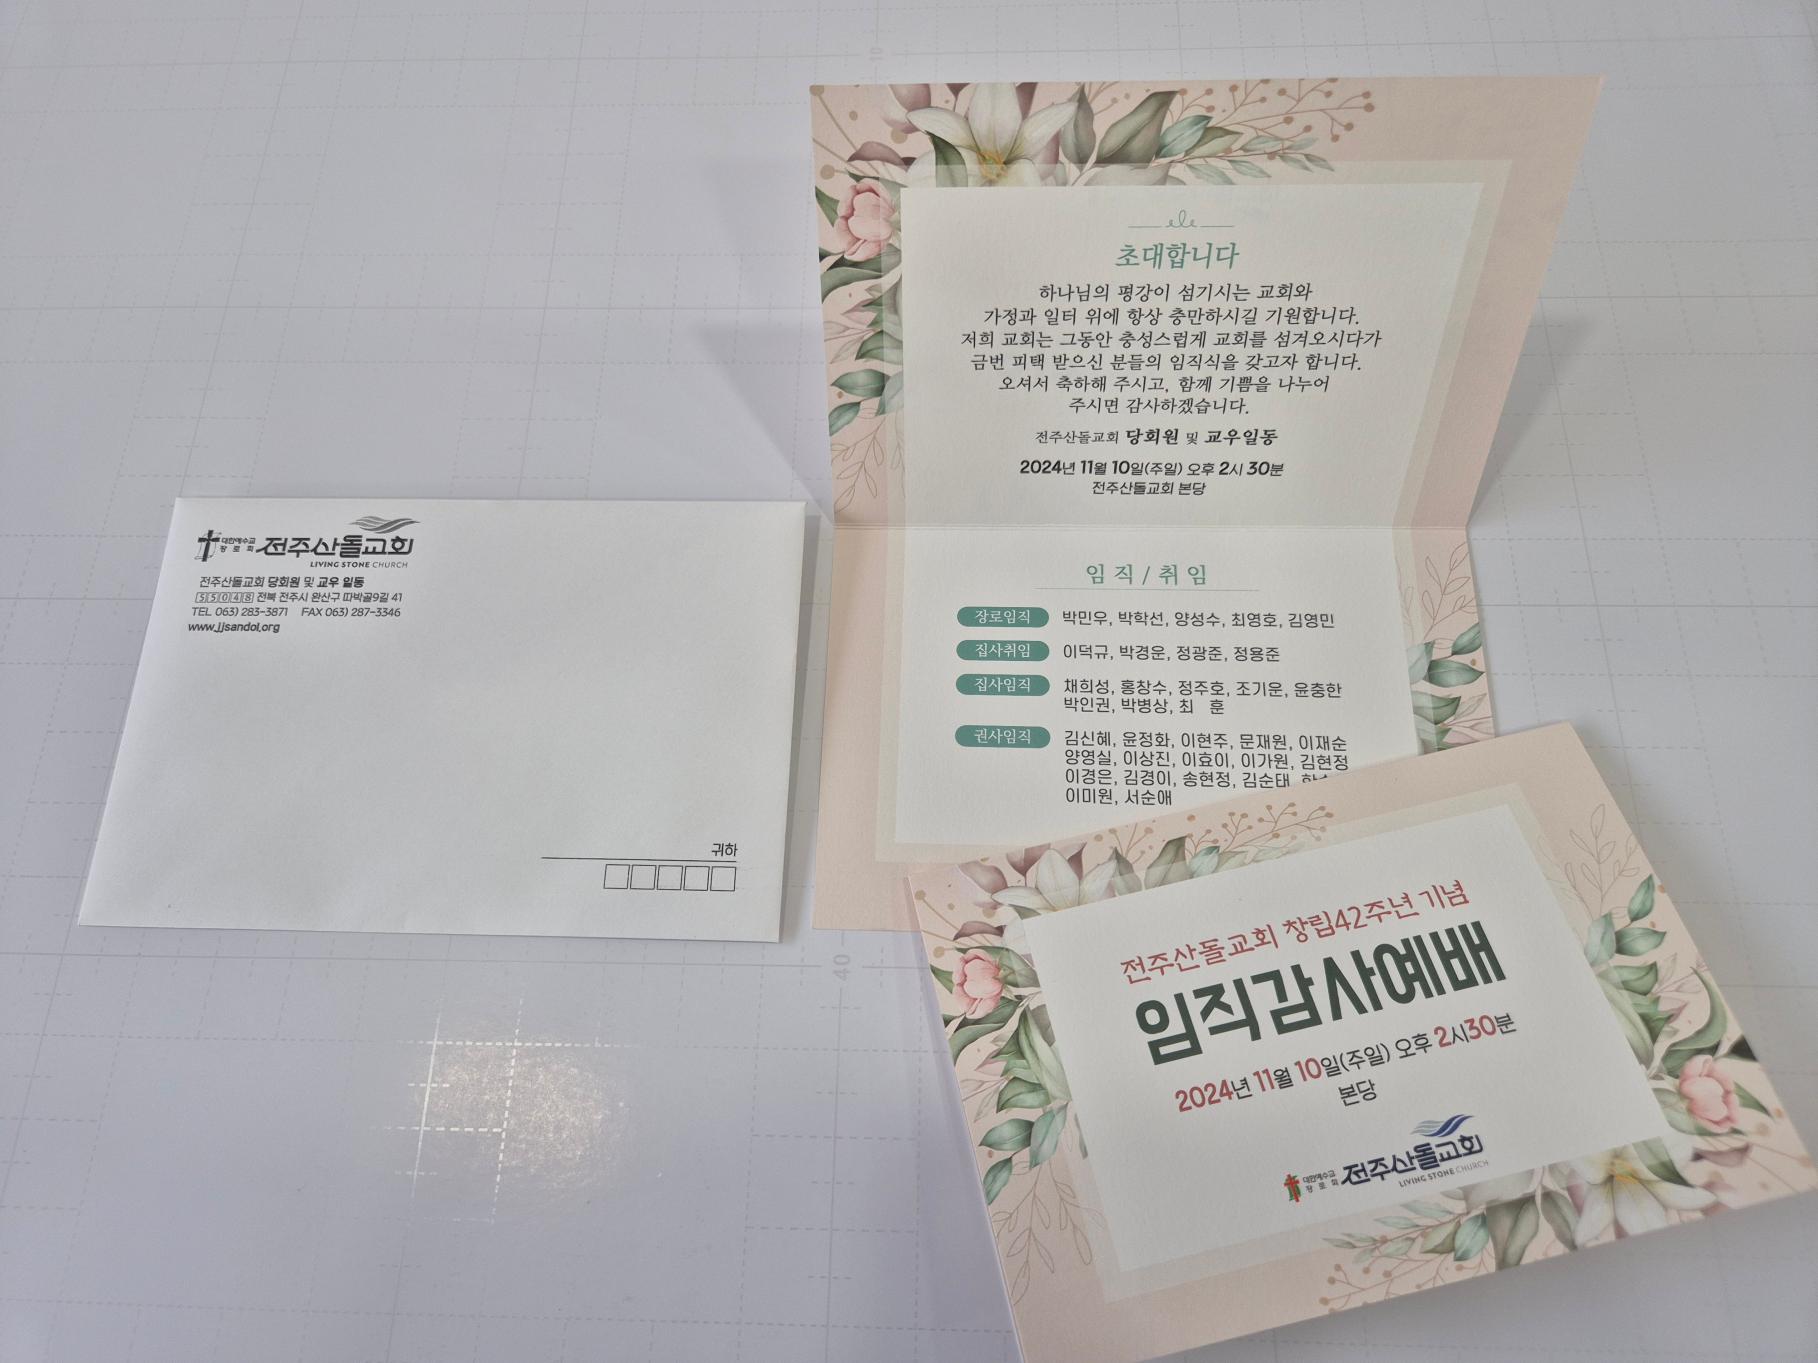 대한예수교
장로회
전주산돌교회
LIVING STONE CHURCH
전주산돌교회 당회원 및 교우 일동
55048 전북 전주시 완산구 따박골9길 41
TEL 063) 283-3871 FAX 063) 287-3346
www.jjsandol.org
귀하
초대합니다
하나님의 평강이 섬기시는 교회와
가정과 일터 위에 항상 충만하시길 기원합니다.
저희 교회는 그동안 충성스럽게 교회를 섬겨오시다가
금번 피택 받으신 분들의 임직식을 갖고자 합니다.
오셔서 축하해 주시고, 함께 기쁨을 나누어
주시면 감사하겠습니다.
전주산돌교회 당회원 및 교우일동
2024년 11월 10일(주일) 오후 2시 30분
전주산돌교회 본당
임직/취임
장로임직 박민우, 박학선, 양성수, 최영호, 김영민
집사취임 이덕규, 박경운, 정광준, 정용준
집사임직 채희성, 홍창수, 정주호, 조기운, 윤충한
박인권, 박병상, 최 훈
권사임직 김신혜, 윤정화, 이현주, 문재원, 이재순
양영실, 이상진, 이효이, 이가원, 김현정
이경은, 김경이, 송현정, 김순태,
이미원, 서순애
전주산돌교회 창립42주년 기념
임직감사예배
2024년 11월 10일(주일) 오후 2시30분
본당
대한예수교
장로회
전주산돌교회
LIVING STONE CHURCH
40